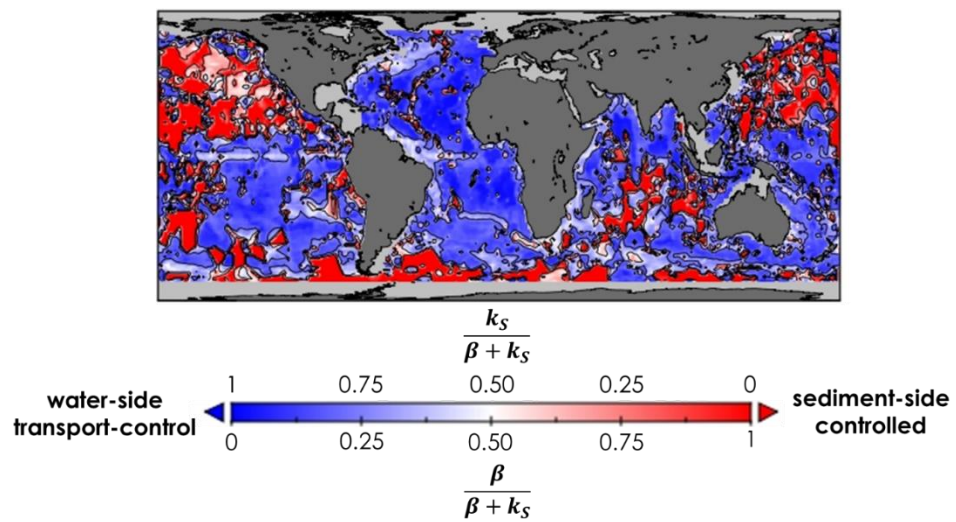 k_S
β + k_S
water-side
transport-control
1 0.75 0.50 0.25 0
0 0.25 0.50 0.75 1
sediment-side
controlled
β
β + k_S